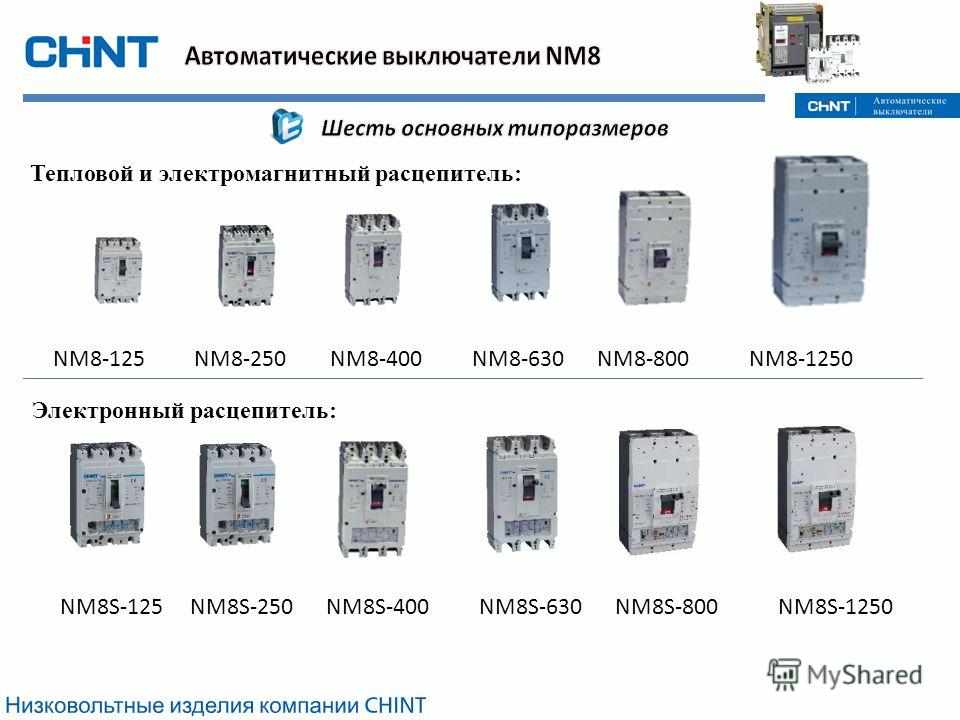 CHINT
Автоматические выключатели NM8
CHINT
Автоматические
выключатели
Шесть основных типоразмеров
Тепловой и электромагнитный расцепитель:
NM8-125 NM8-250 NM8-400 NM8-630 NM8-800 NM8-1250
Электронный расцепитель:
NM8S-125 NM8S-250 NM8S-400 NM8S-630 NM8S-800 NM8S-1250
MyShared
Низковольтные изделия компании CHINT